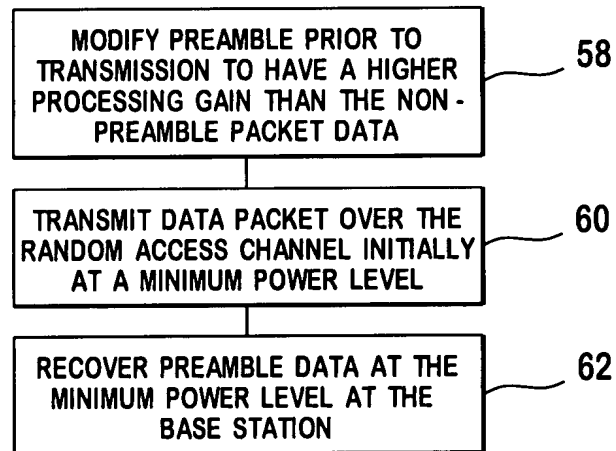 MODIFY PREAMBLE PRIOR TO
TRANSMISSION TO HAVE A HIGHER
PROCESSING GAIN THAN THE NON-
PREAMBLE PACKET DATA
58
TRANSMIT DATA PACKET OVER THE
RANDOM ACCESS CHANNEL INITIALLY
AT A MINIMUM POWER LEVEL
60
RECOVER PREAMBLE DATA AT THE
MINIMUM POWER LEVEL AT THE
BASE STATION
62